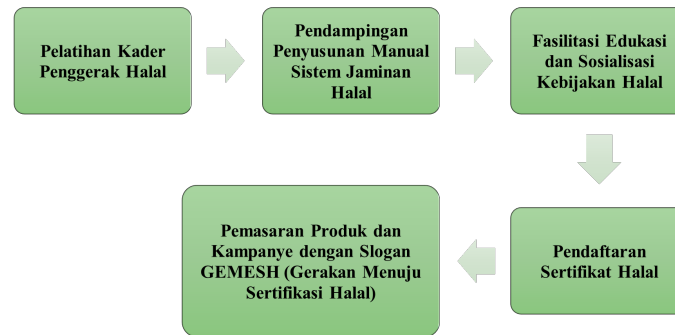 Pelatihan Kader
Penggerak Halal
Pendampingan
Penyusunan Manual
Sistem Jaminan
Halal
Fasilitasi Edukasi
dan Sosialisasi
Kebijakan Halal
Pendaftaran
Sertifikat Halal
Pemasaran Produk dan
Kampanye dengan Slogan
GEMESH (Gerakan Menuju
Sertifikasi Halal)